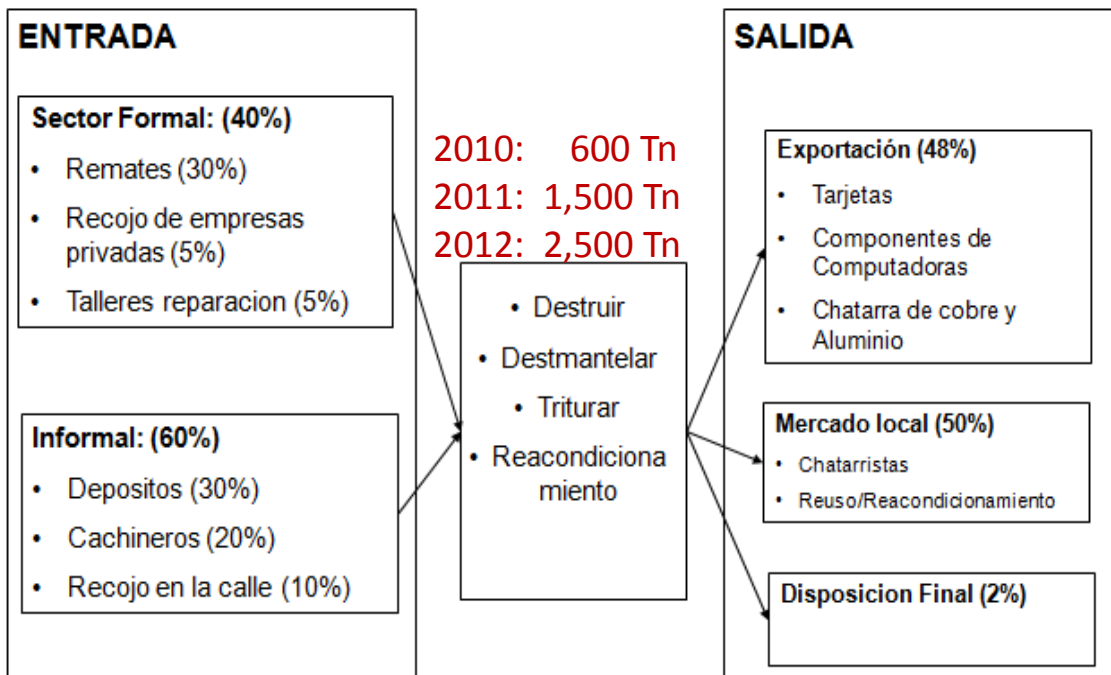 ENTRADA
Sector Formal: (40%)
• Remates (30%)
• Recojo de empresas
privadas (5%)
• Talleres reparacion (5%)
Informal: (60%)
• Depositos (30%)
• Cachineros (20%)
• Recojo en la calle (10%)
2010: 600 Tn
2011: 1,500 Tn
2012: 2,500 Tn
• Destruir
• Destmantelar
• Triturar
• Reacondiciona
miento
SALIDA
Exportación (48%)
• Tarjetas
• Componentes de
Computadoras
• Chatarra de cobre y
Aluminio
Mercado local (50%)
• Chatarristas
• Reuso/Reacondicionamiento
Disposicion Final (2%)